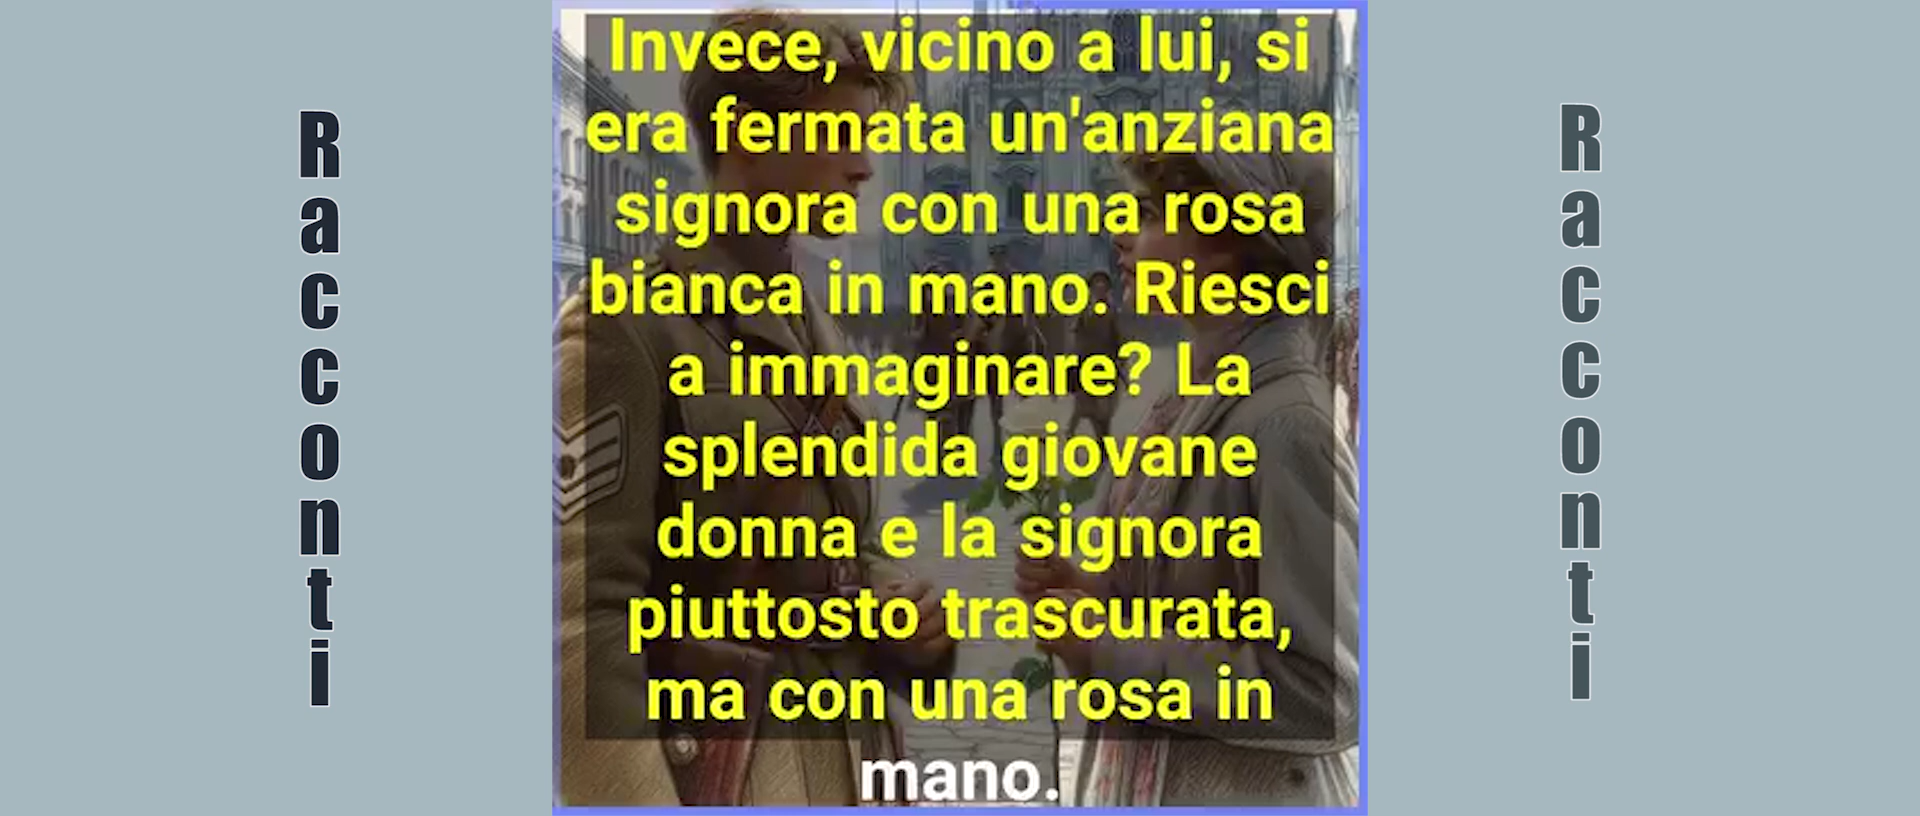 Racconti
Invece, vicino a lui, si
era fermata un'anziana
signora con una rosa
bianca in mano. Riesci
a immaginare? La
splendida giovane
donna e la signora
piuttosto trascurata,
ma con una rosa in
mano.
Racconti